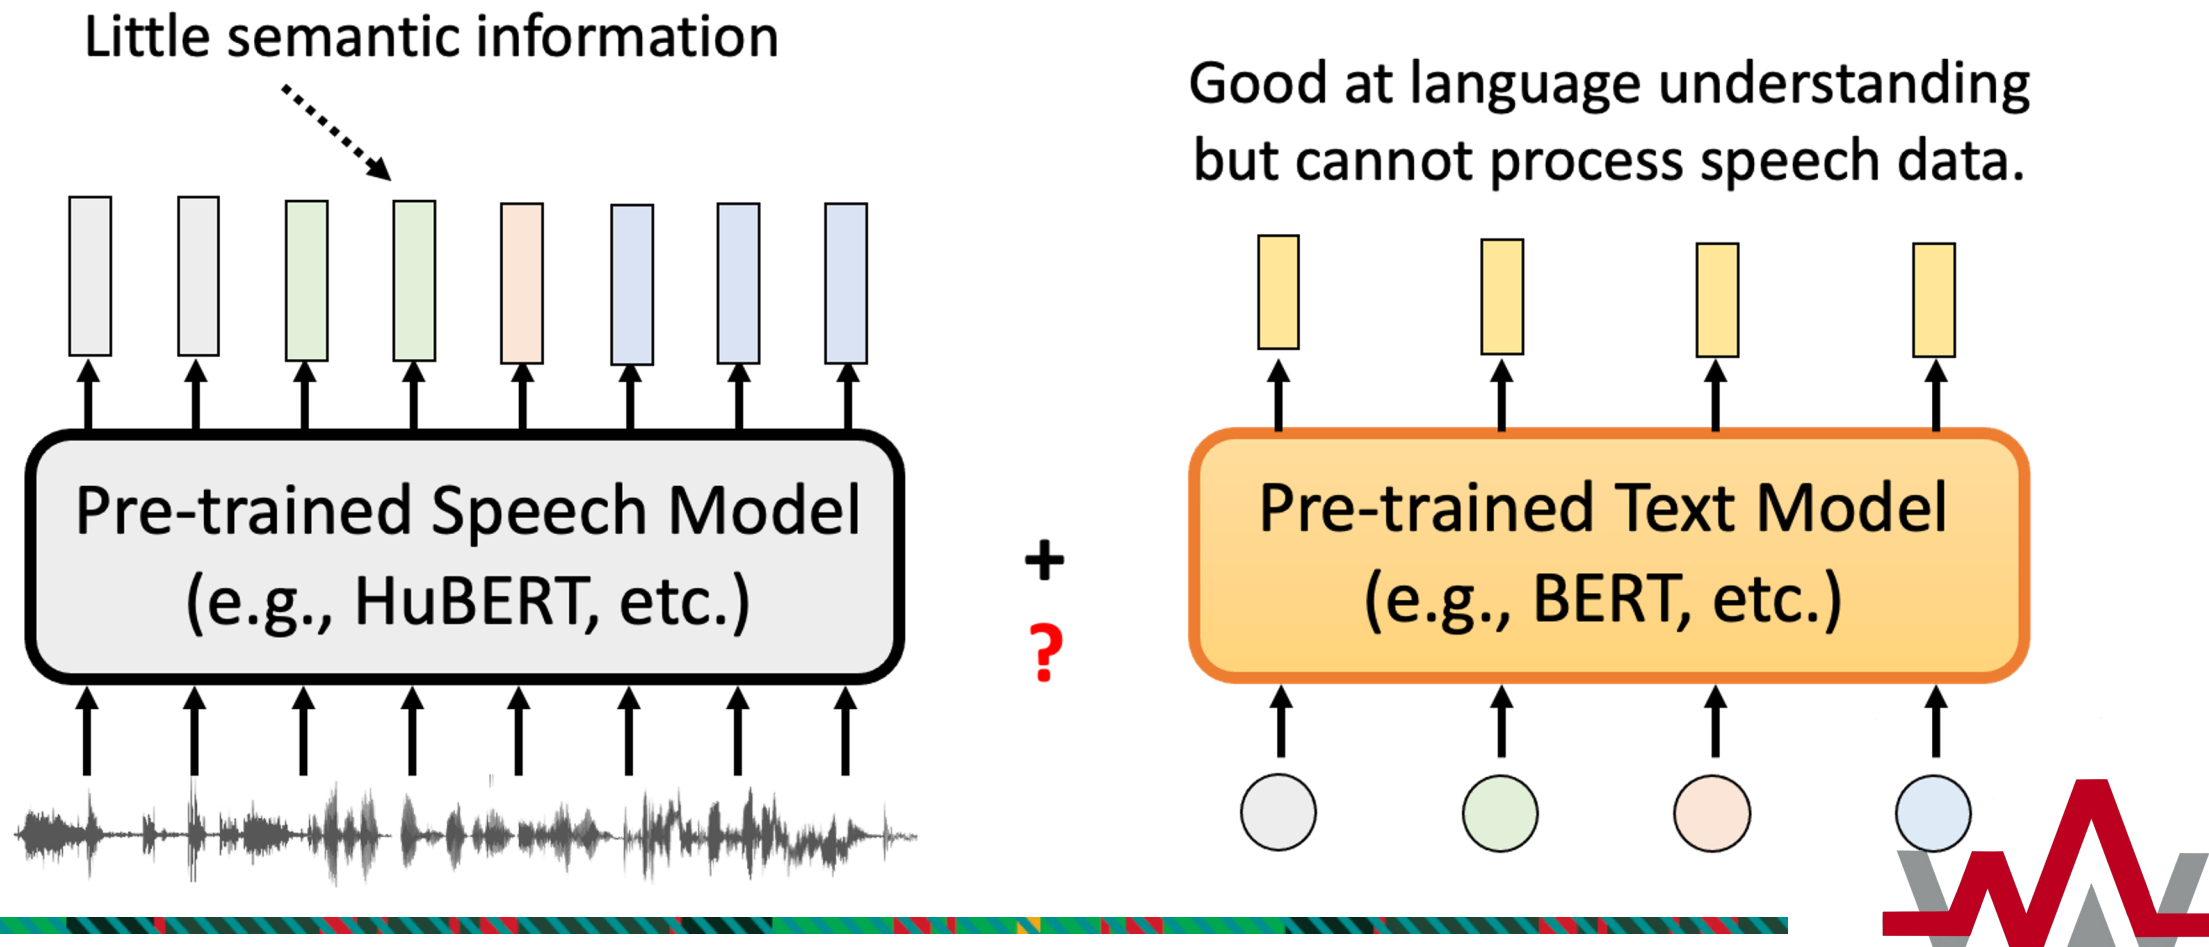 Little semantic information
Good at language understanding
but cannot process speech data.
Pre-trained Speech Model
(e.g., HuBERT, etc.)
+
?
Pre-trained Text Model
(e.g., BERT, etc.)